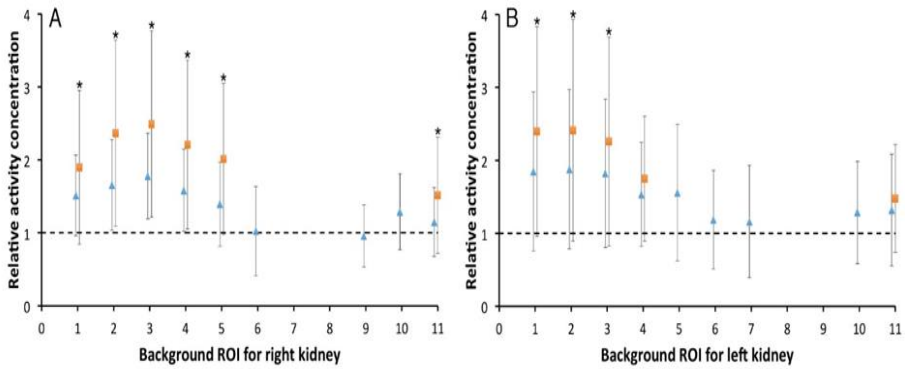 A
Relative activity concentration
4
3
2
1
0
* * * * * *
0 1 2 3 4 5 6 7 8 9 10 11
Background ROI for right kidney
B
Relative activity concentration
4
3
2
1
0
* * *
0 1 2 3 4 5 6 7 8 9 10 11
Background ROI for left kidney